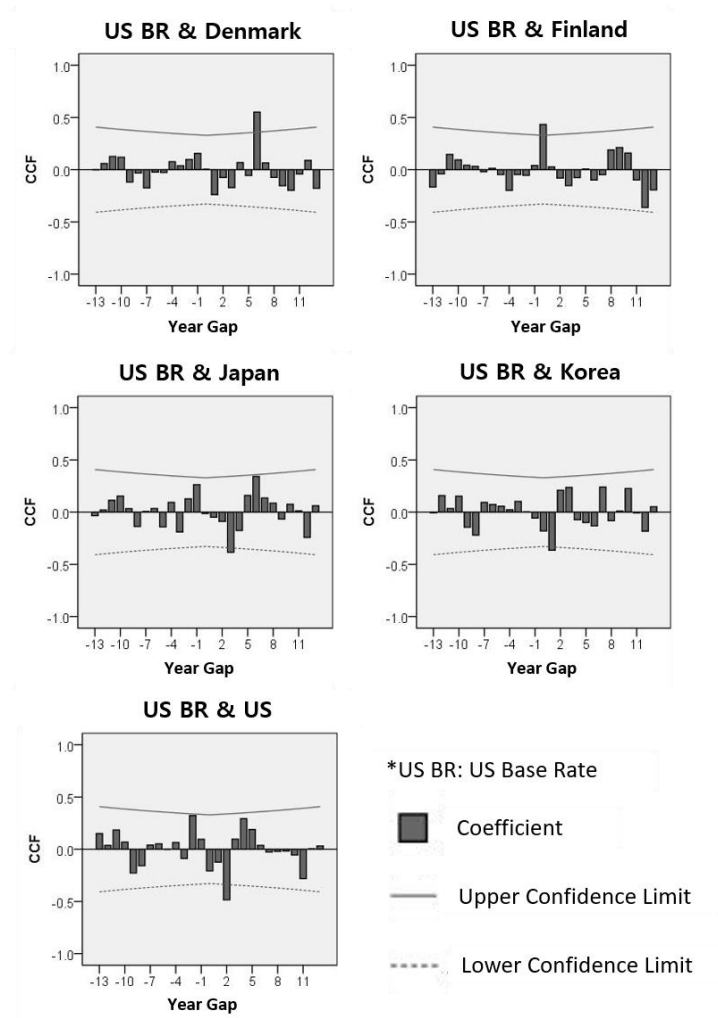 US BR & Denmark
1.0
0.5
0.0
-0.5
-1.0
CCF
-13 -10 -7 -4 -1 2 5 8 11
Year Gap
US BR & Finland
1.0
0.5
0.0
-0.5
-1.0
CCF
-13 -10 -7 -4 -1 2 5 8 11
Year Gap
US BR & Japan
1.0
0.5
0.0
-0.5
-1.0
CCF
-13 -10 -7 -4 -1 2 5 8 11
Year Gap
US BR & Korea
1.0
0.5
0.0
-0.5
-1.0
CCF
-13 -10 -7 -4 -1 2 5 8 11
Year Gap
US BR & US
1.0
0.5
0.0
-0.5
-1.0
CCF
-13 -10 -7 -4 -1 2 5 8 11
Year Gap
*US BR: US Base Rate
Coefficient
Upper Confidence Limit
Lower Confidence Limit